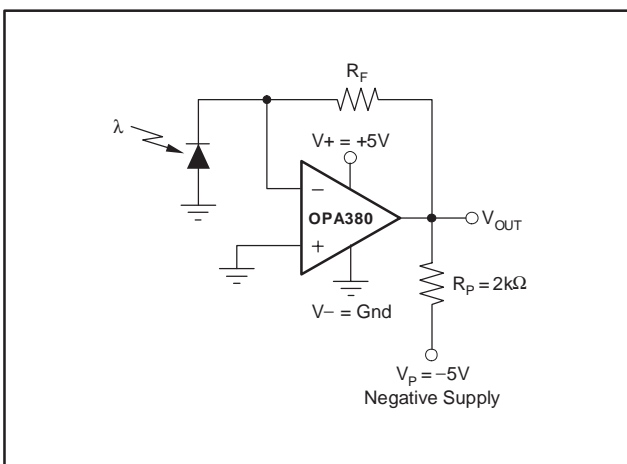 R_F
λ
V+ = +5V
−
OPA380
+
V_OUT
R_P = 2kΩ
V− = Gnd
V_P = −5V
Negative Supply